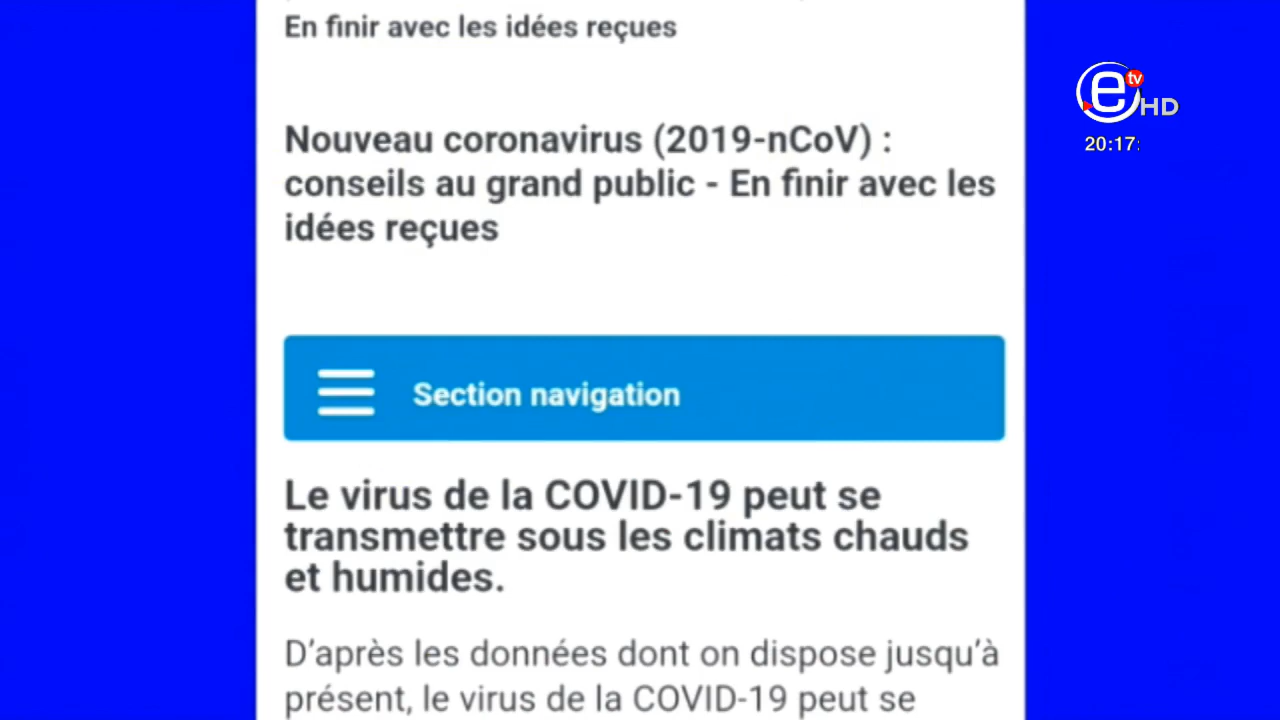 En finir avec les idées reçues
e tv HD
20:17:
Nouveau coronavirus (2019-nCoV) :
conseils au grand public - En finir avec les
idées reçues
Section navigation
Le virus de la COVID-19 peut se
transmettre sous les climats chauds
et humides.
D’après les données dont on dispose jusqu’à
présent, le virus de la COVID-19 peut se